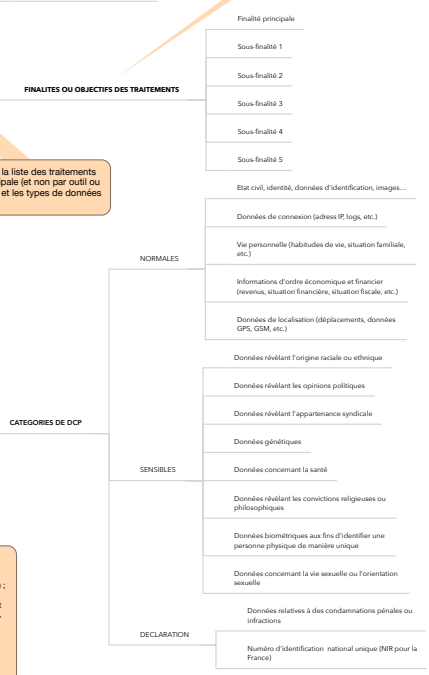 Finalité principale
Sous-finalité 1
Sous-finalité 2
FINALITES OU OBJECTIFS DES TRAITEMENTS
Sous-finalité 3
Sous-finalité 4
Sous-finalité 5
la liste des traitements
ipale (et non par outil ou
et les types de données
Etat civil, identité, données d'identification, images...
Données de connexion (adress IP, logs, etc.)
Vie personnelle (habitudes de vie, situation familiale,
etc.)
NORMALES
Informations d'ordre économique et financier
(revenus, situation financière, situation fiscale, etc.)
Données de localisation (déplacements, données
GPS, GSM, etc.)
Données révèlant l'origine raciale ou ethnique
Données révèlant les opinions politiques
Données révèlant l'appartenance syndicale
CATEGORIES DE DCP
Données génétiques
SENSIBLES
Données concernant la santé
Données révèlant les convictions religieuses ou
philosophiques
Données biométriques aux fins d'identifier une
personne physique de manière unique
Données concernant la vie sexuelle ou l'orientation
sexuelle
) :
t
Données relatives à des condamnations pénales ou
infractions
DECLARATION
Numéro d'identification national unique (NIR pour la
France)